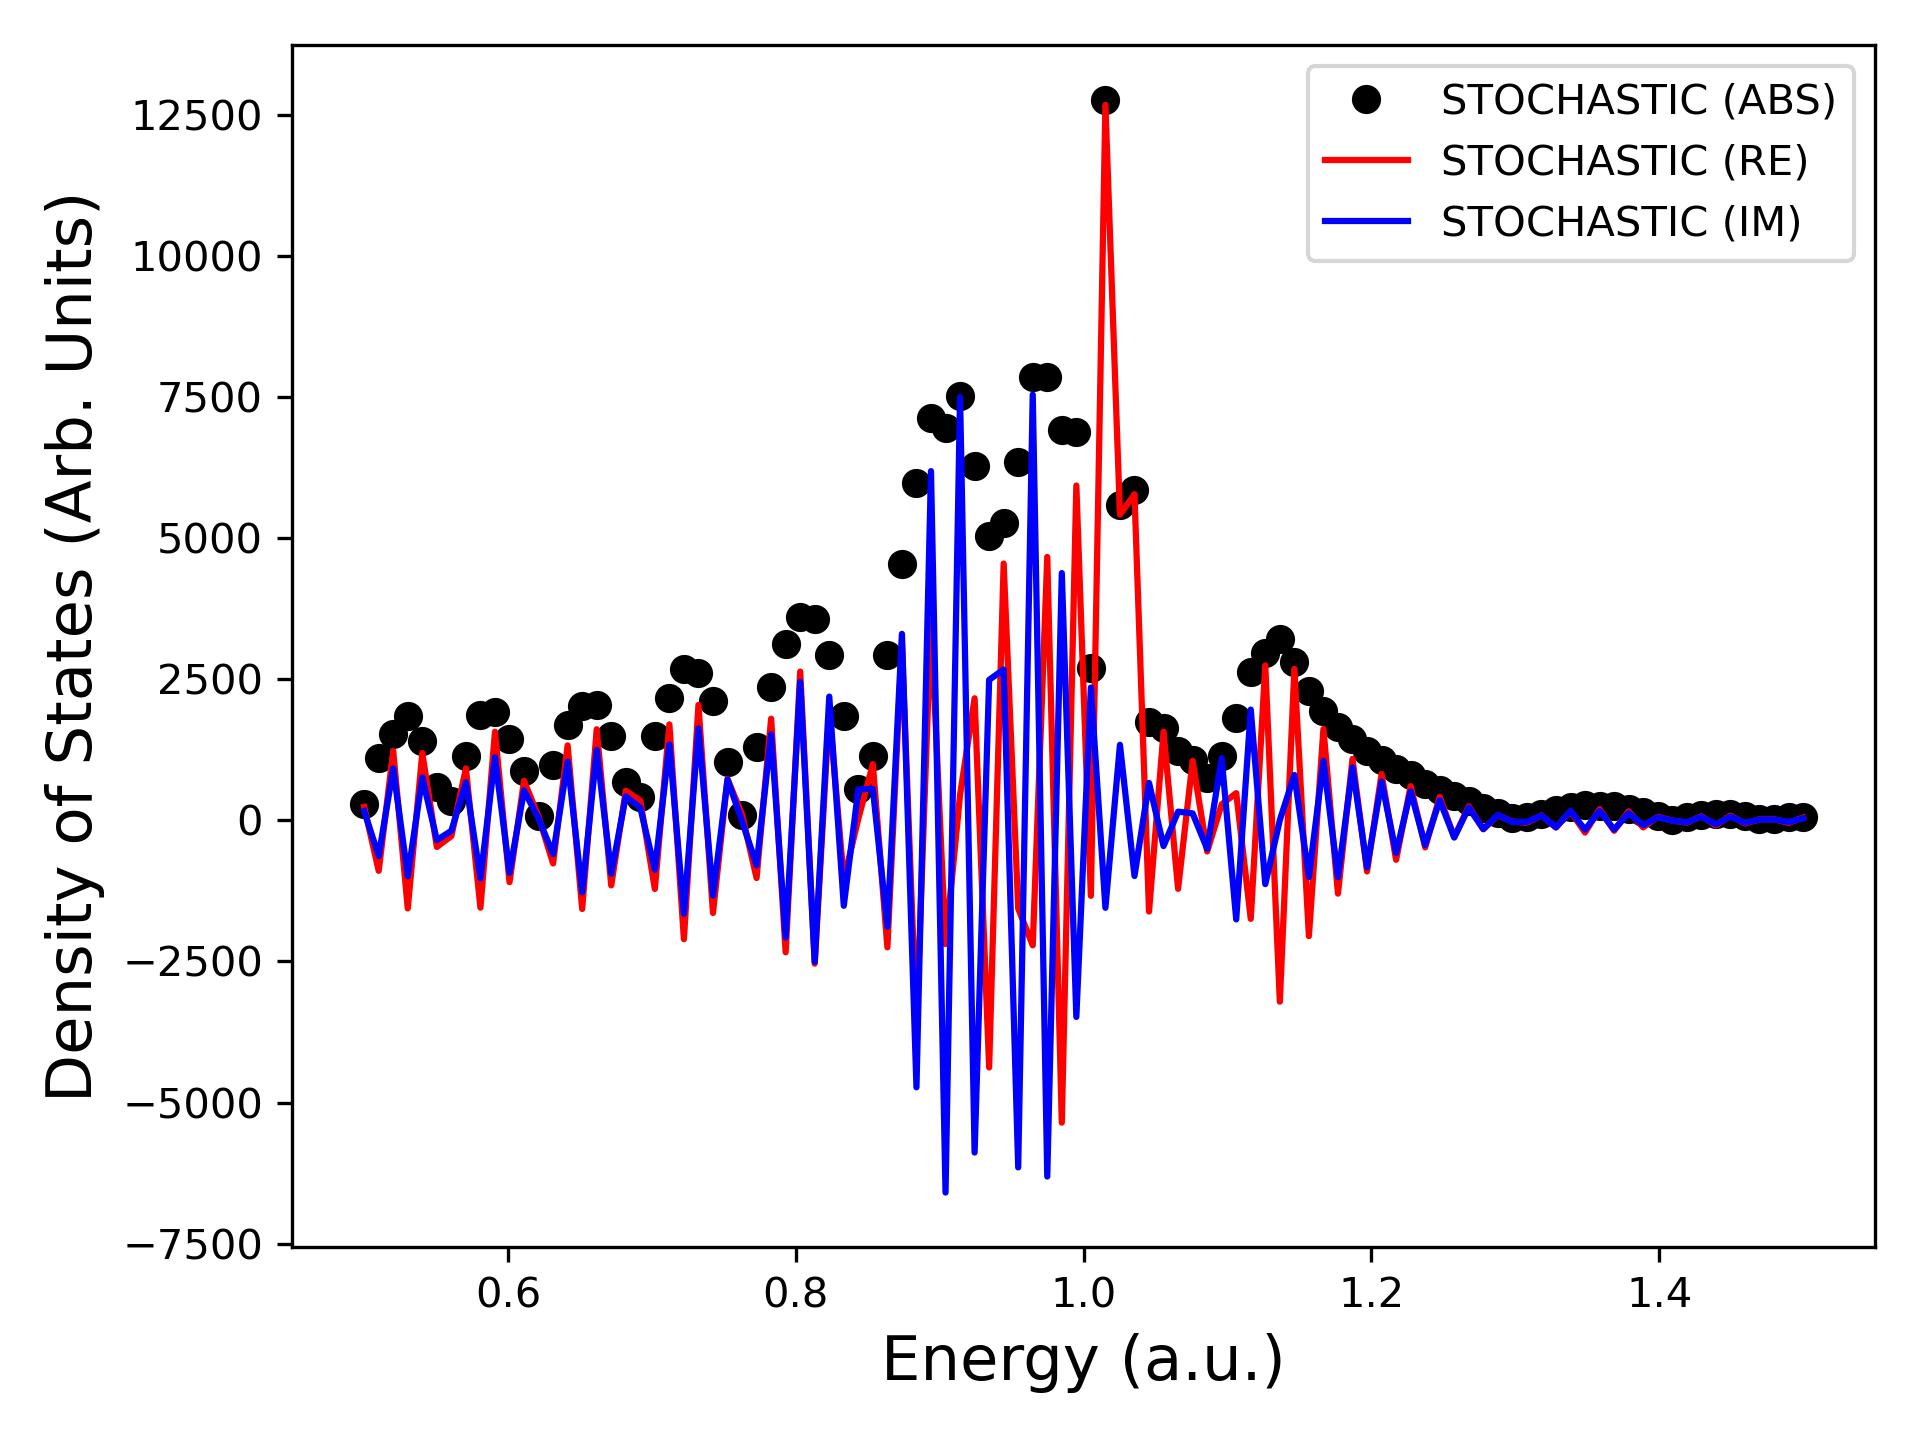 STOCHASTIC (ABS)
STOCHASTIC (RE)
STOCHASTIC (IM)
Density of States (Arb. Units)
12500
10000
7500
5000
2500
0
−2500
−5000
−7500
0.6
0.8
1.0
1.2
1.4
Energy (a.u.)